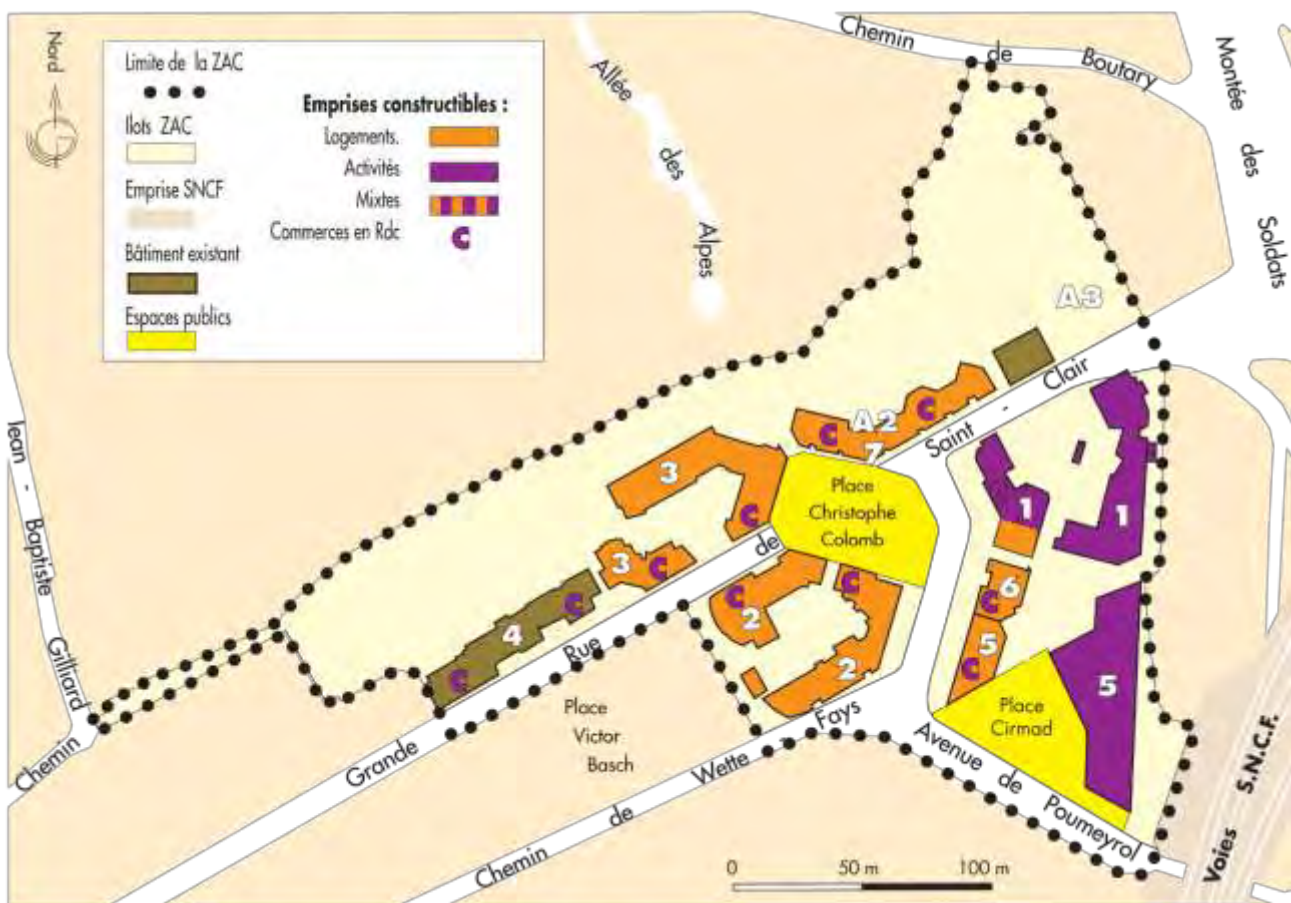 Nord
Limite de la ZAC
Ilots ZAC
Emprise SNCF
Bâtiment existant
Espaces publics
Emprises constructibles :
Logements.
Activités
Mixtes
Commerces en Rdc
C
Allée
des
Alpes
Chemin
de
Boutary
Montée
des
Soldats
A3
Saint - Clair
C
A2
C
7
3
C
Place
Christophe
Colomb
1
1
3
C
de
6
C
C
2
C
4
C
C
5
C
2
5
Rue
Grande
Place
Victor
Basch
Place
Cirmad
Jean - Baptiste
Gilliard
Chemin
Chemin
de
Wette
Fays
Avenue de Poumeyrol
Voies S.N.C.F.
0 50 m 100 m